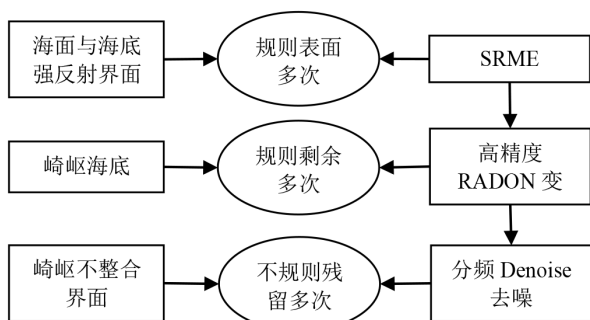 海面与海底
强反射界面
规则表面
多次
SRME
崎岖海底
规则剩余
多次
高精度
RADON 变
崎岖不整合
界面
不规则残
留多次
分频 Denoise
去噪